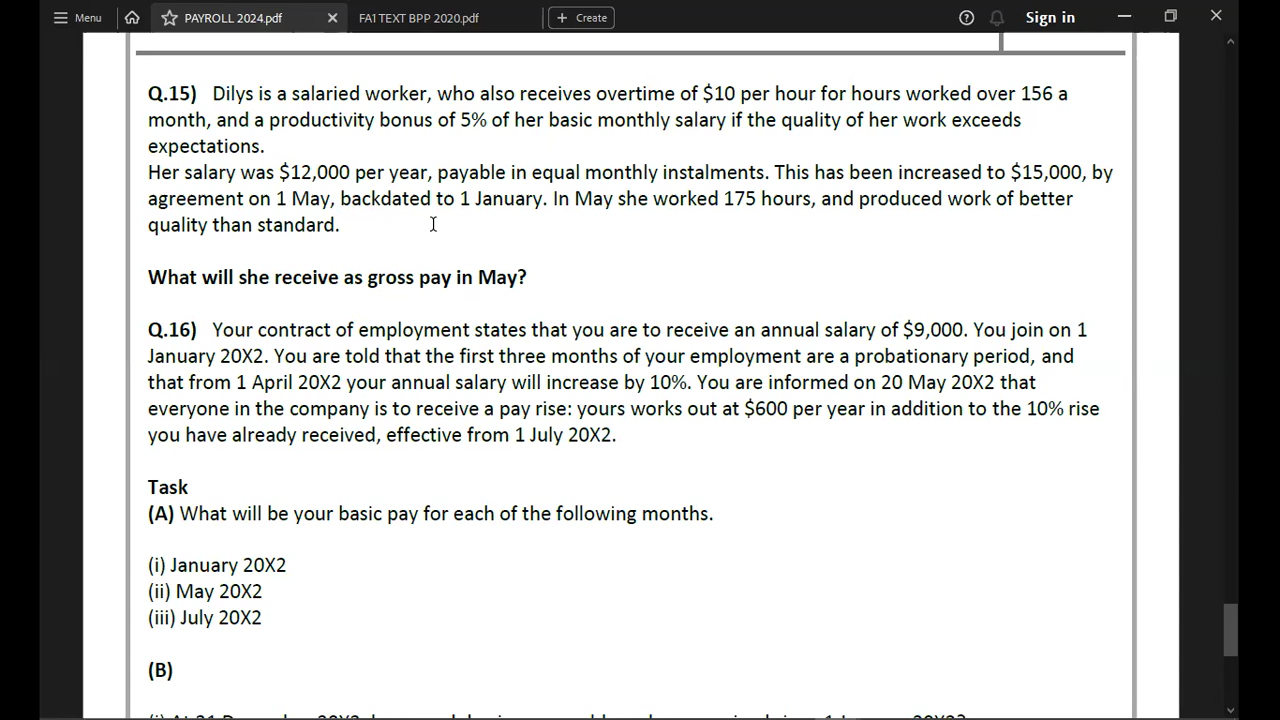 Menu
PAYROLL 2024.pdf
FA1 TEXT BPP 2020.pdf
Create
Sign in
Q.15) Dilys is a salaried worker, who also receives overtime of $10 per hour for hours worked over 156 a
month, and a productivity bonus of 5% of her basic monthly salary if the quality of her work exceeds
expectations.
Her salary was $12,000 per year, payable in equal monthly instalments. This has been increased to $15,000, by
agreement on 1 May, backdated to 1 January. In May she worked 175 hours, and produced work of better
quality than standard.
What will she receive as gross pay in May?
Q.16) Your contract of employment states that you are to receive an annual salary of $9,000. You join on 1
January 20X2. You are told that the first three months of your employment are a probationary period, and
that from 1 April 20X2 your annual salary will increase by 10%. You are informed on 20 May 20X2 that
everyone in the company is to receive a pay rise: yours works out at $600 per year in addition to the 10% rise
you have already received, effective from 1 July 20X2.
Task
(A) What will be your basic pay for each of the following months.
(i) January 20X2
(ii) May 20X2
(iii) July 20X2
(B)